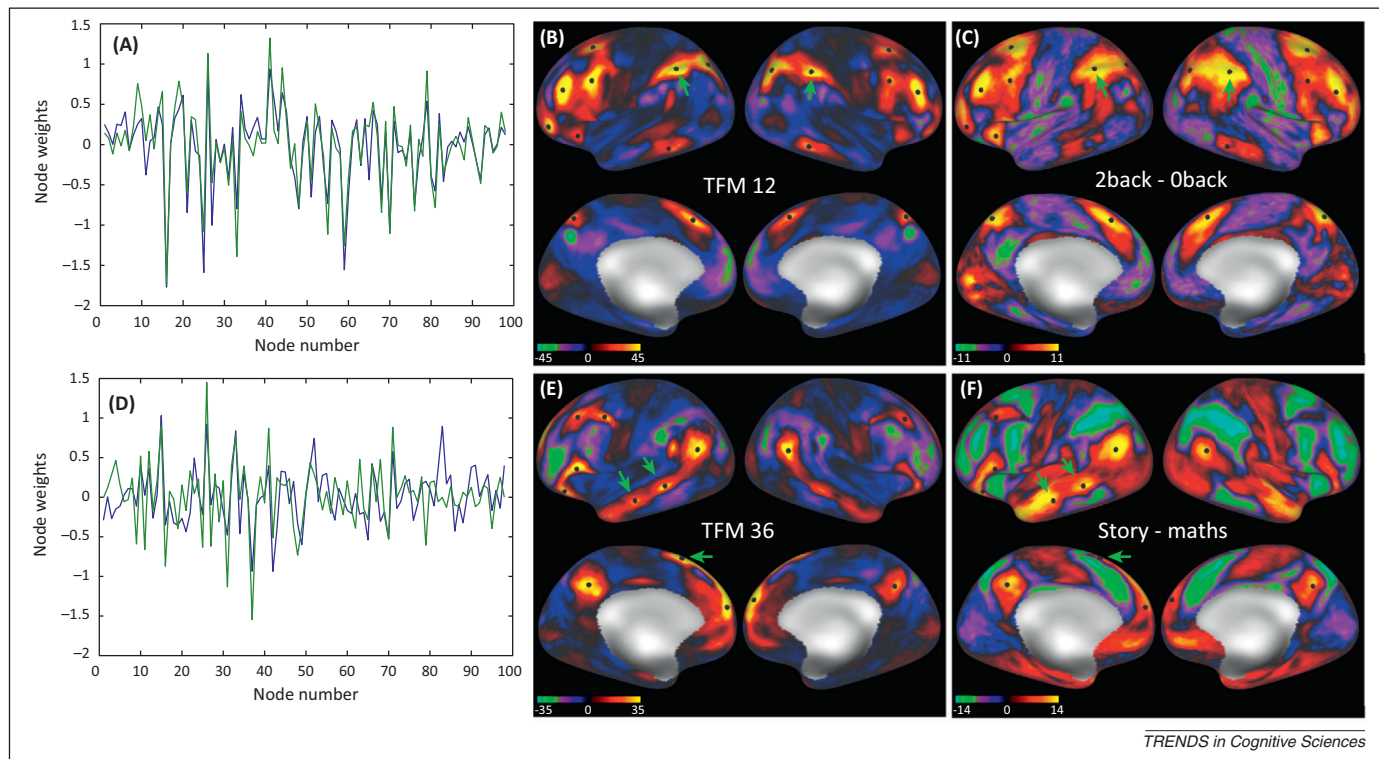 (A)
Node weights
1.5
1
0.5
0
−0.5
−1
−1.5
−2
0 10 20 30 40 50 60 70 80 90 100
Node number
(B)
TFM 12
-45 0 45
(C)
2back - 0back
-11 0 11
(D)
Node weights
1.5
1
0.5
0
−0.5
−1
−1.5
−2
0 10 20 30 40 50 60 70 80 90 100
Node number
(E)
TFM 36
-35 0 35
(F)
Story - maths
-14 0 14
TRENDS in Cognitive Sciences